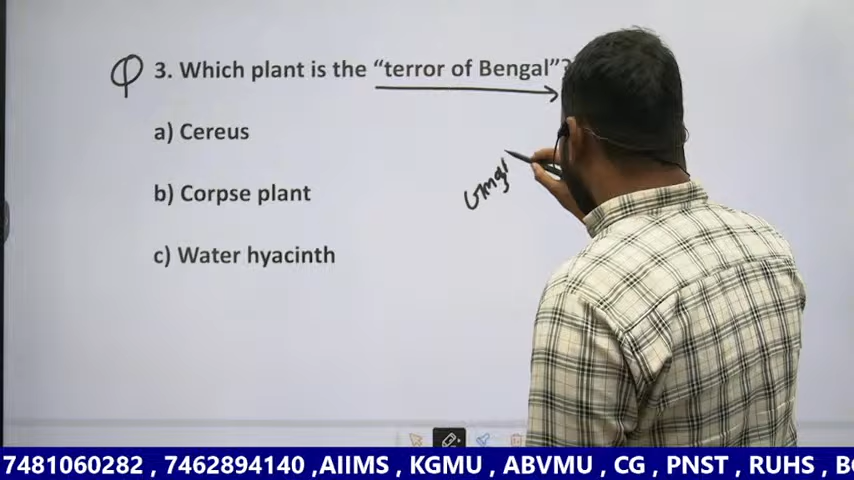 3. Which plant is the “terror of Bengal”?
a) Cereus
b) Corpse plant
c) Water hyacinth
7481060282 , 7462894140 ,AIIMS , KGMU , ABVMU , CG , PNST , RUHS ,